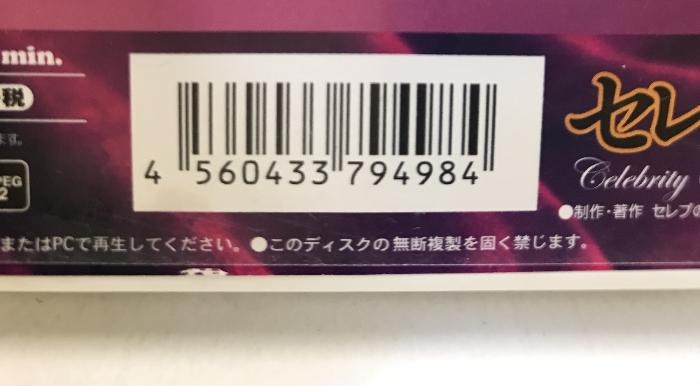 min.
税
ます。
PEG
2
4 560433 794984
セレ
Celebrity
●制作・著作 セレブの
またはPCで再生してください。●このディスクの無断複製を固く禁じます。